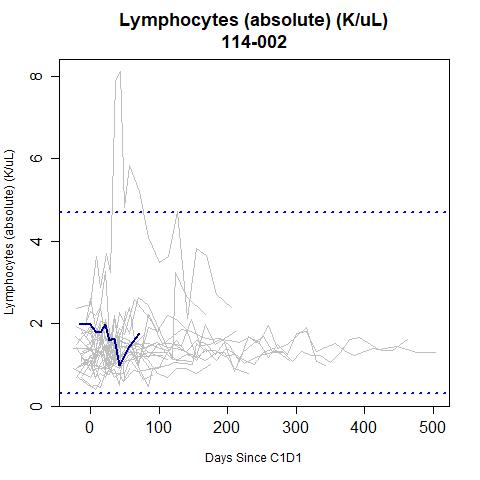 Lymphocytes (absolute) (K/uL)
114-002
Lymphocytes (absolute) (K/uL)
8
6
4
2
0
0 100 200 300 400 500
Days Since C1D1